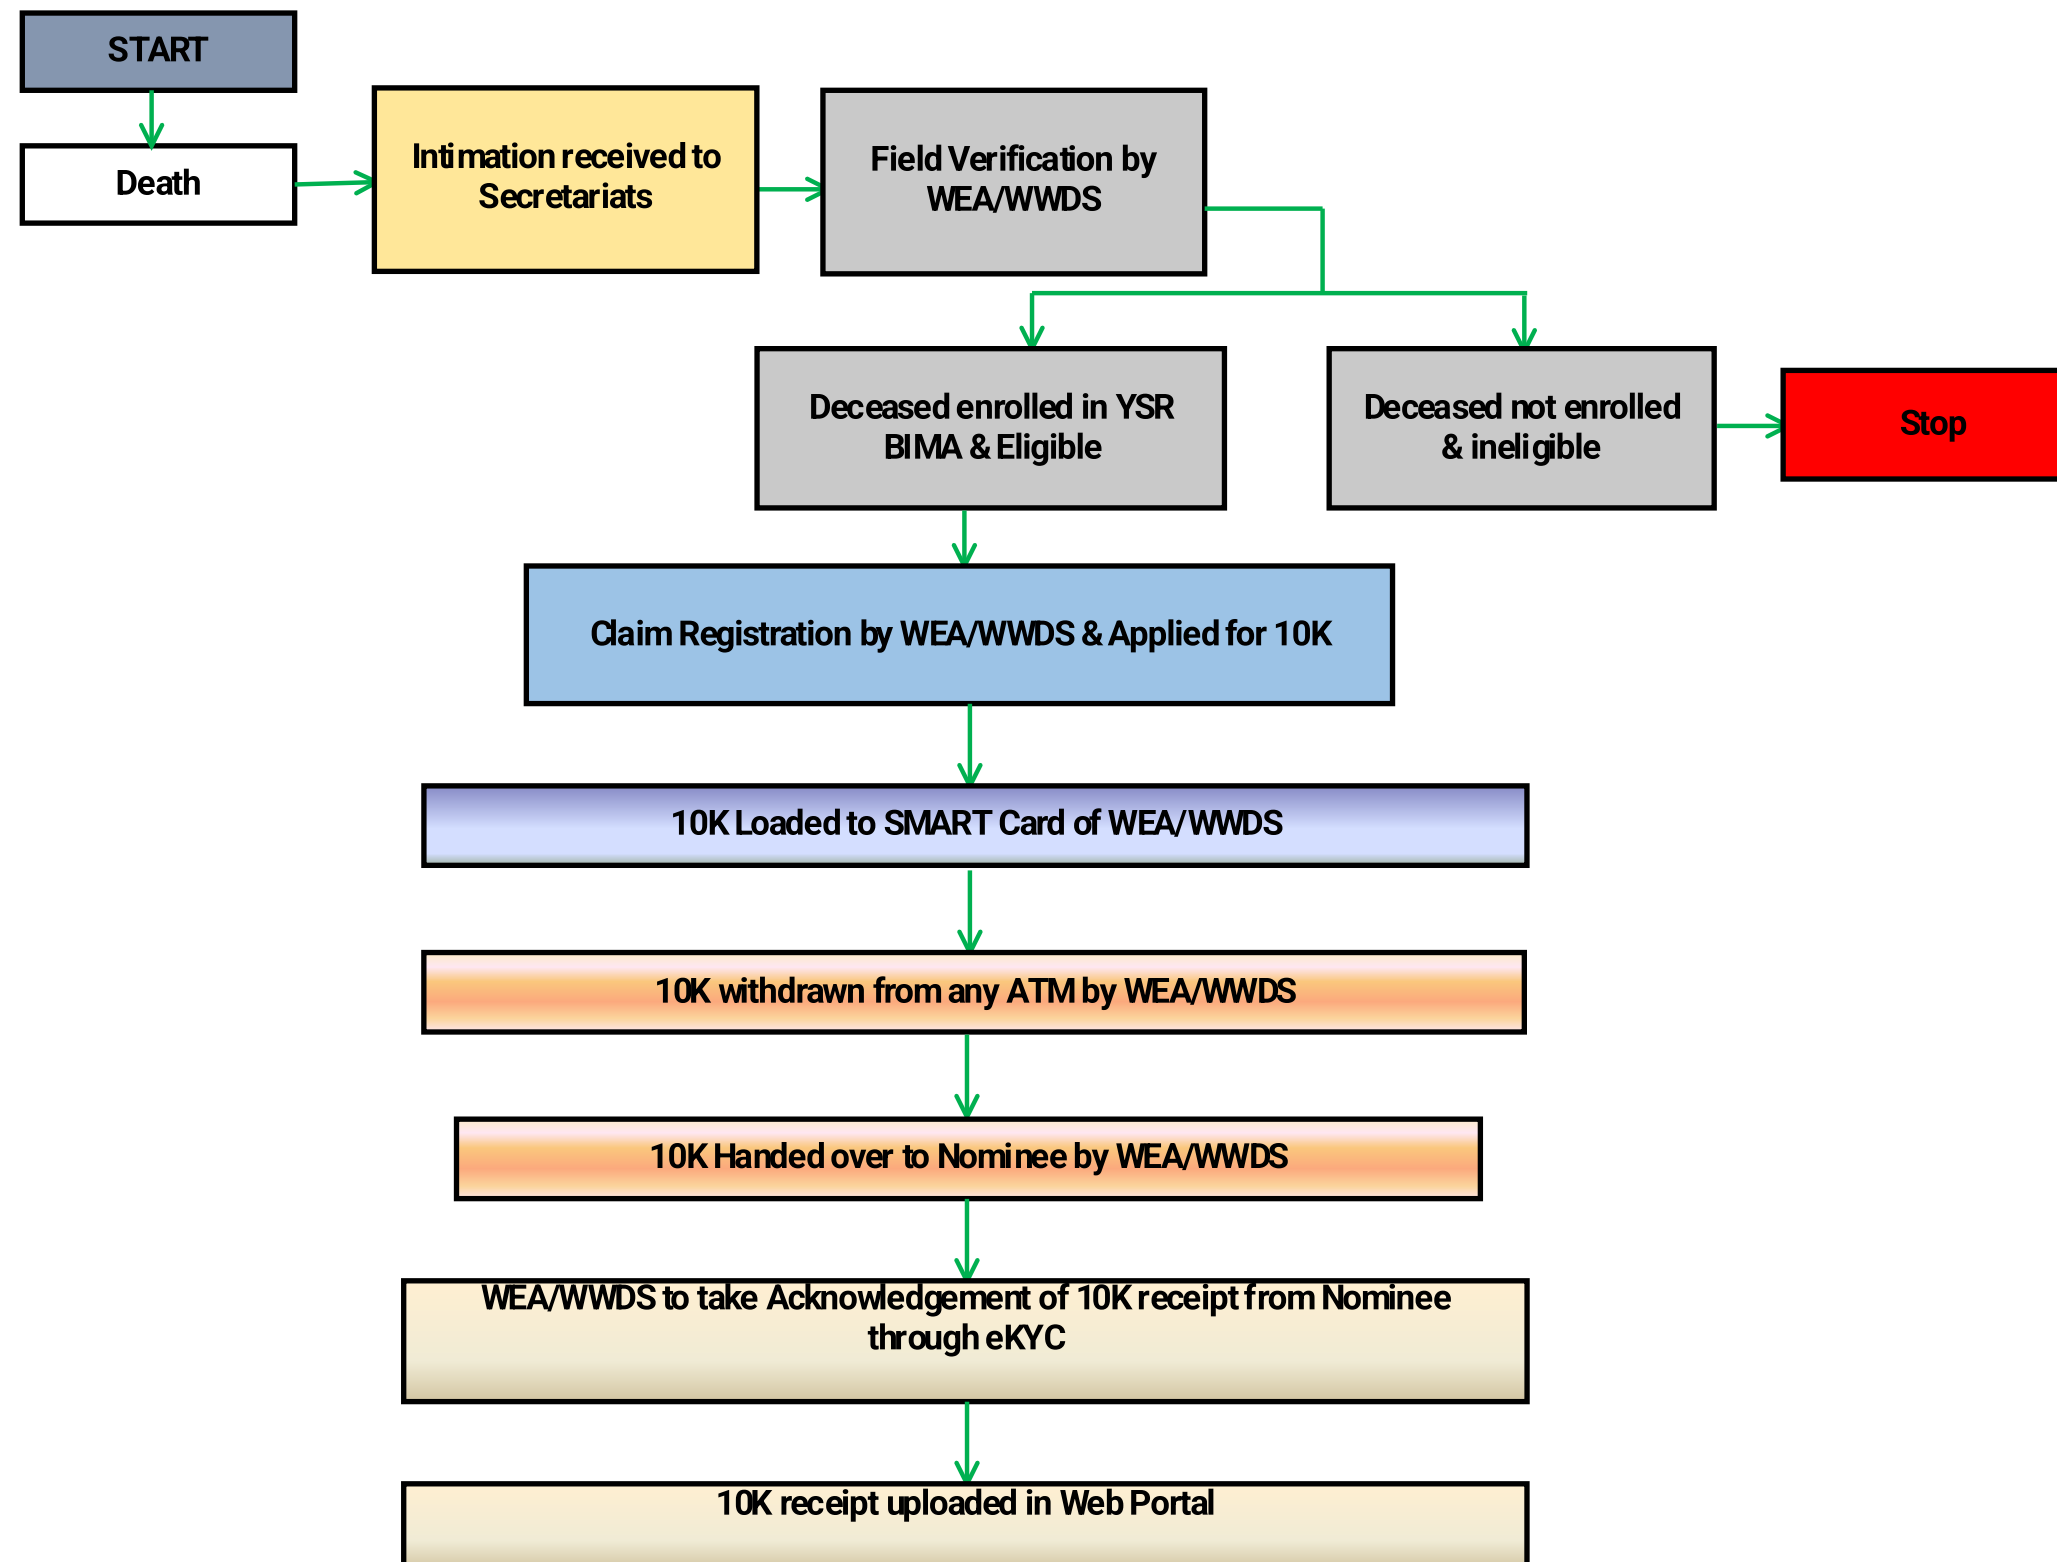 START
Death
Intimation received to
Secretariats
Field Verification by
WEA/WWDS
Deceased enrolled in YSR
BIMA & Eligible
Deceased not enrolled
& ineligible
Stop
Claim Registration by WEA/WWDS & Applied for 10K
10K Loaded to SMART Card of WEA/WWDS
10K withdrawn from any ATM by WEA/WWDS
10K Handed over to Nominee by WEA/WWDS
WEA/WWDS to take Acknowledgement of 10K receipt from Nominee
through eKYC
10K receipt uploaded in Web Portal